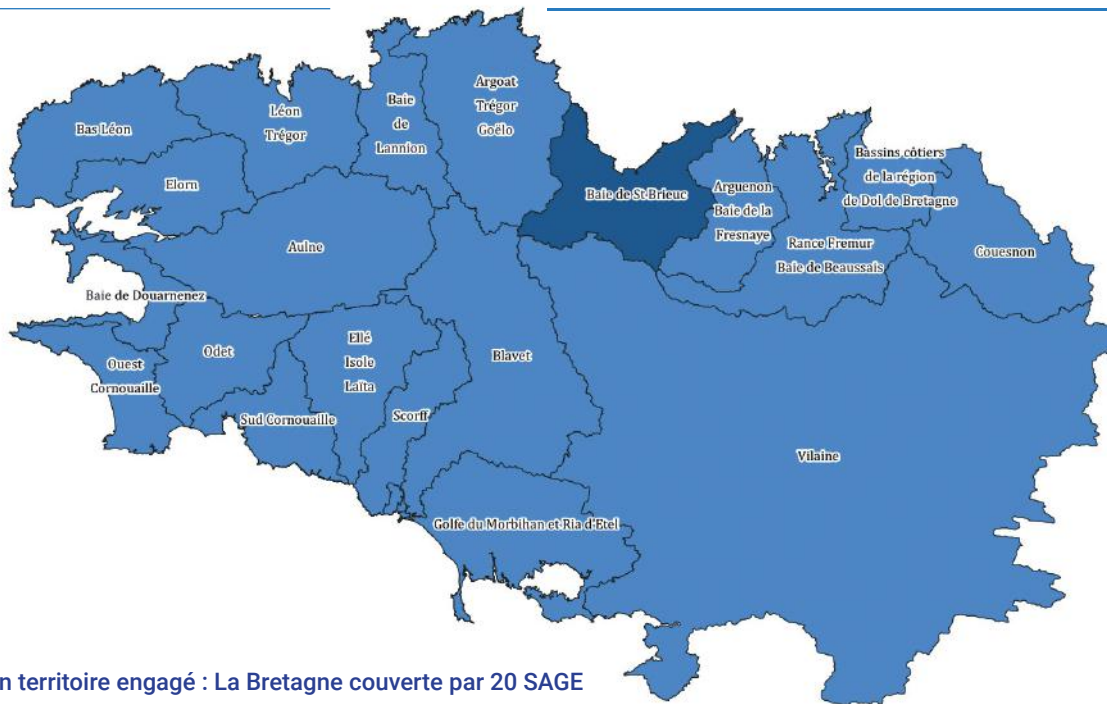 Argoat
Trégor
Goëlo
Baie
de
Lannion
Léon
Trégor
Bas Léon
Elorn
Baie de St-Brieuc
Arguenon
Baie de la
Fresnaye
Bassins côtiers
de la région
de Dol de Bretagne
Rance Fremur
Baie de Beaussais
Couesnon
Aulne
Baie de Douarnenez
Odet
Ouest
Cornouaille
Ellé
Isole
Laïta
Blavet
Scorff
Sud Cornouaille
Vilaine
Golfe du Morbihan et Ria d'Etel
n territoire engagé : La Bretagne couverte par 20 SAGE